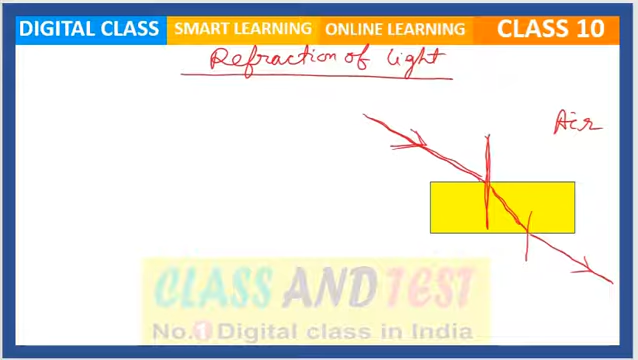 DIGITAL CLASS SMART LEARNING ONLINE LEARNING CLASS 10
Refraction of light
Air
CLASS AND TEST
No.1 Digital class in India